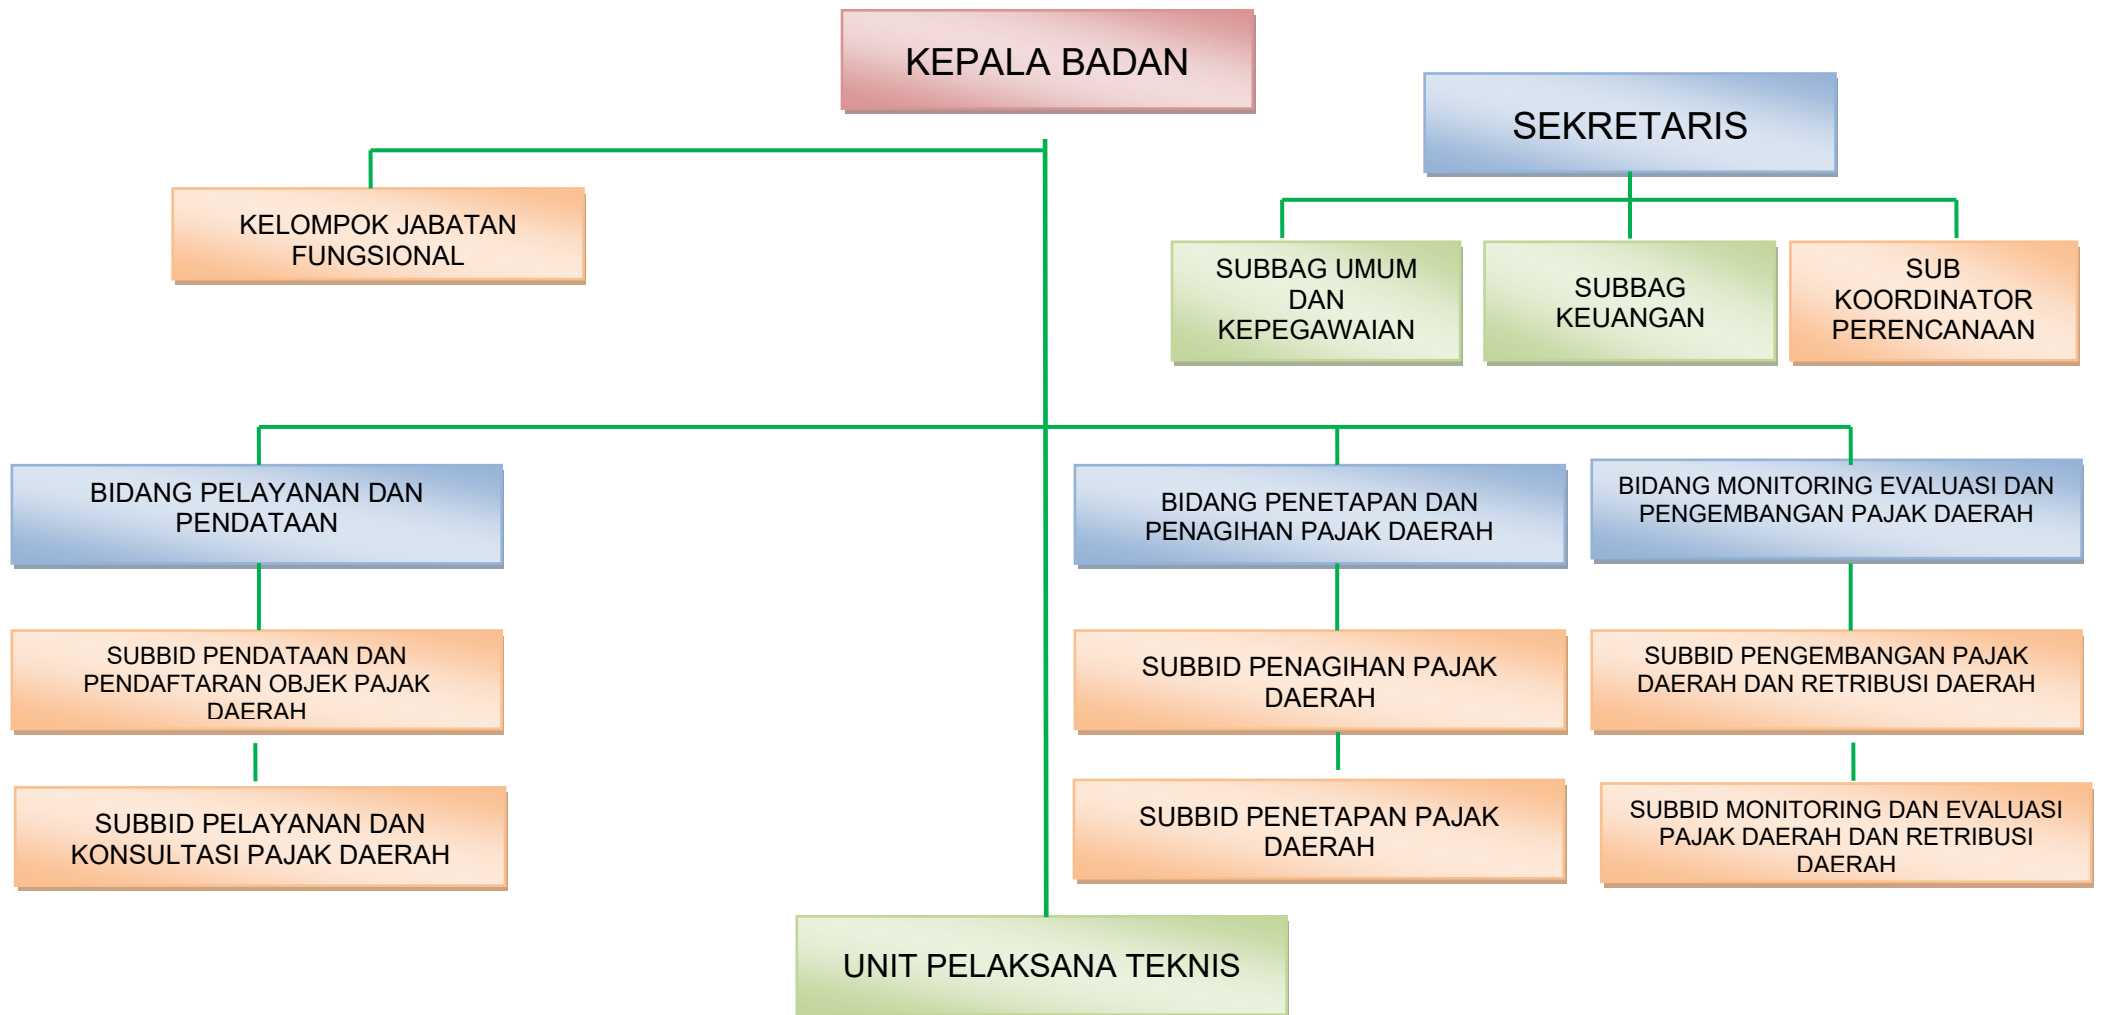 KEPALA BADAN
SEKRETARIS
KELOMPOK JABATAN
FUNGSIONAL
SUBBAG UMUM
DAN
KEPEGAWAIAN
SUBBAG
KEUANGAN
SUB
KOORDINATOR
PERENCANAAN
BIDANG PELAYANAN DAN
PENDATAAN
BIDANG PENETAPAN DAN
PENAGIHAN PAJAK DAERAH
BIDANG MONITORING EVALUASI DAN
PENGEMBANGAN PAJAK DAERAH
SUBBID PENDATAAN DAN
PENDAFTARAN OBJEK PAJAK
DAERAH
SUBBID PENAGIHAN PAJAK
DAERAH
SUBBID PENGEMBANGAN PAJAK
DAERAH DAN RETRIBUSI DAERAH
SUBBID PELAYANAN DAN
KONSULTASI PAJAK DAERAH
SUBBID PENETAPAN PAJAK
DAERAH
SUBBID MONITORING DAN EVALUASI
PAJAK DAERAH DAN RETRIBUSI
DAERAH
UNIT PELAKSANA TEKNIS